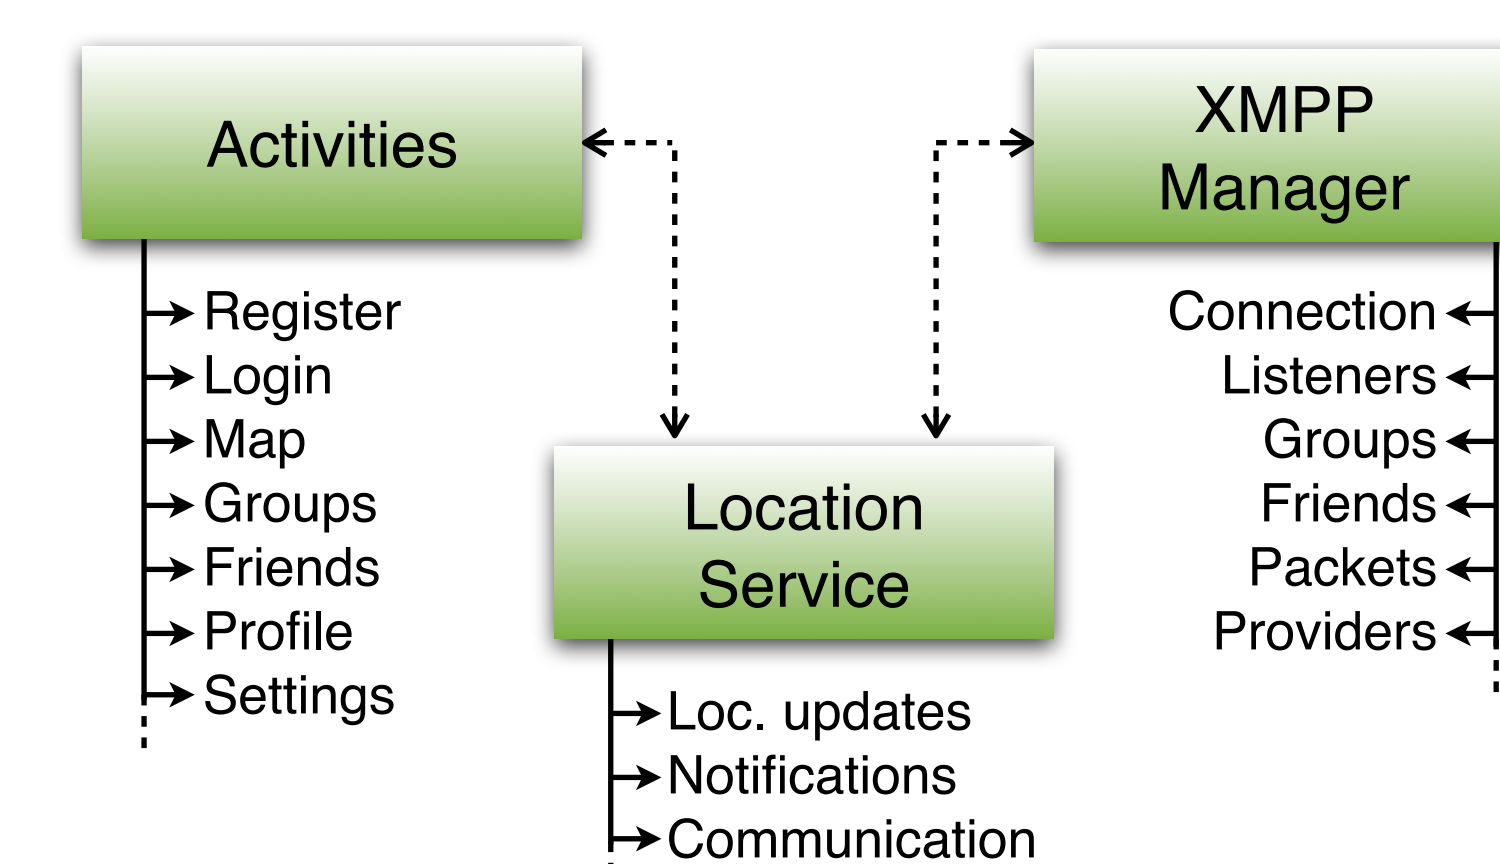 Activities
Register
Login
Map
Groups
Friends
Profile
Settings
Location
Service
Loc. updates
Notifications
Communication
XMPP
Manager
Connection
Listeners
Groups
Friends
Packets
Providers